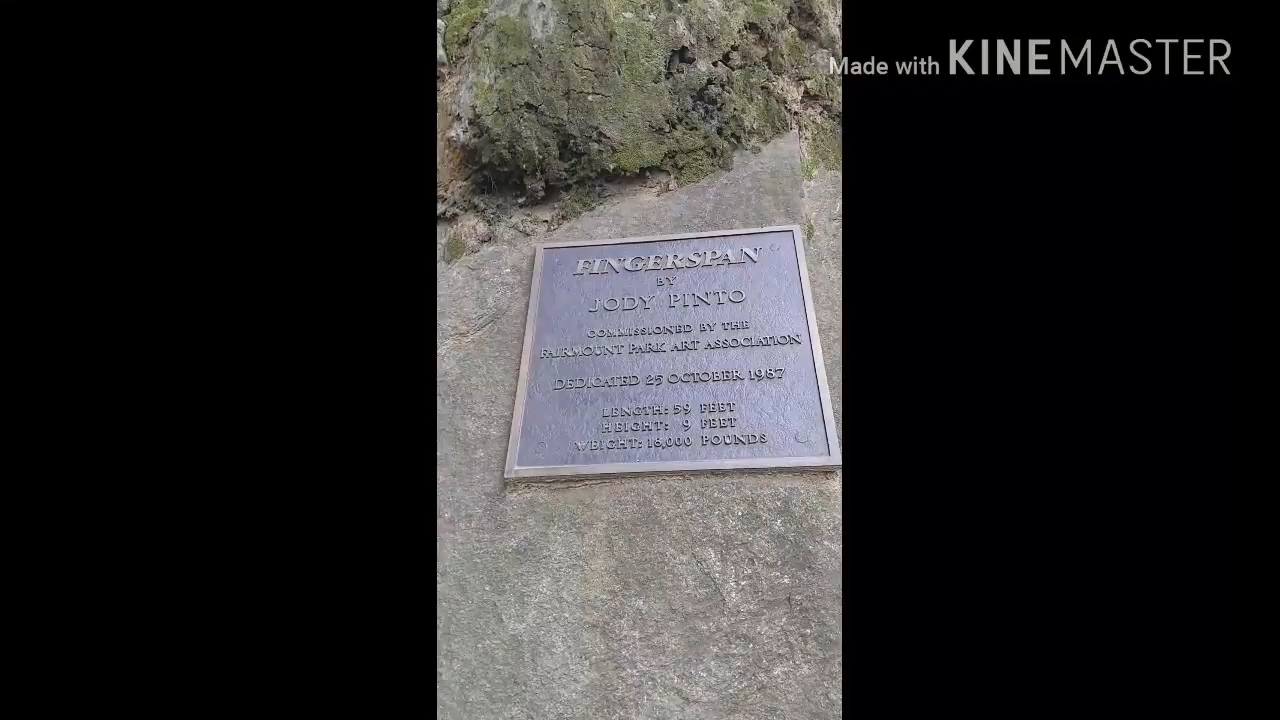 Made with KINEMASTER
FINGERSPAN
BY
JODY PINTO
COMMISSIONED BY THE
FAIRMOUNT PARK ART ASSOCIATION
DEDICATED 25 OCTOBER 1987
LENGTH: 59 FEET
HEIGHT: 9 FEET
WEIGHT: 18,000 POUNDS